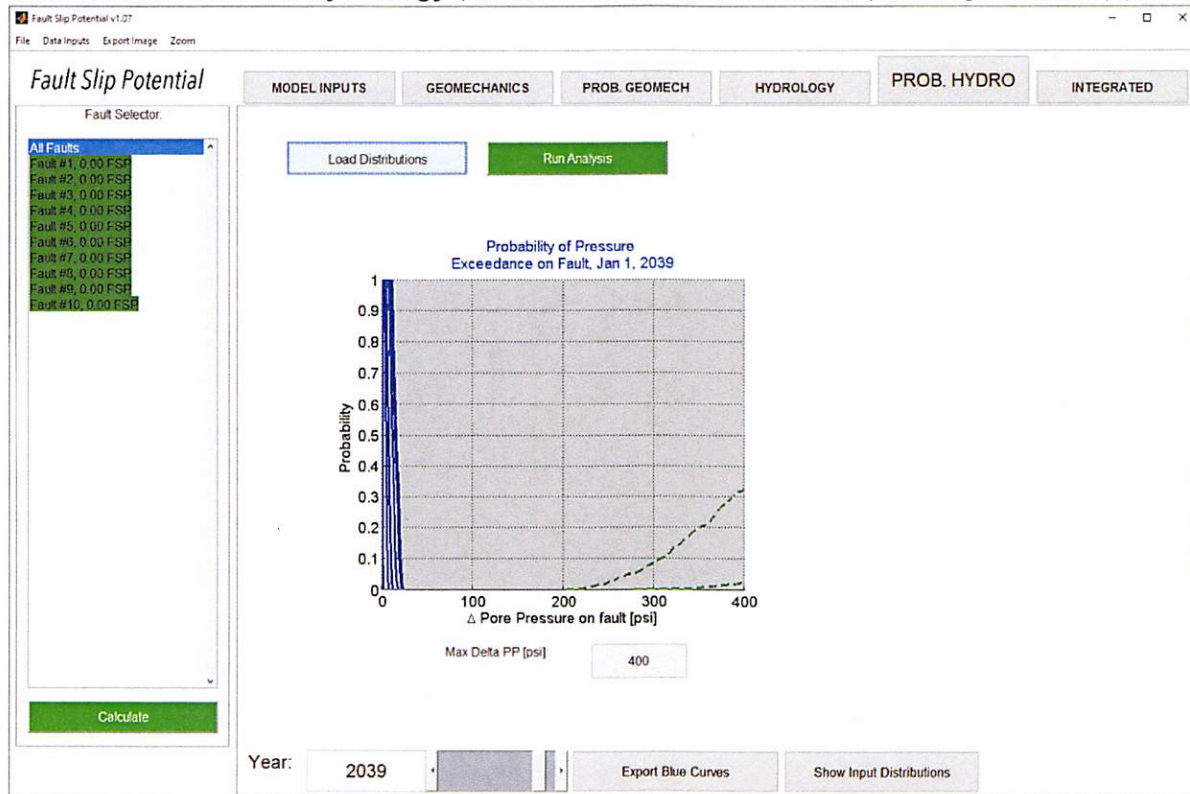 Fault Slip Potential v1.07
File Data Inputs Export Image Zoom
Fault Slip Potential
MODEL INPUTS GEOMECHANICS PROB. GEOMECH HYDROLOGY PROB. HYDRO INTEGRATED
Fault Selector:
All Faults
Fault #1, 0.00 FSP
Fault #2, 0.00 FSP
Fault #3, 0.00 FSP
Fault #4, 0.00 FSP
Fault #5, 0.00 FSP
Fault #6, 0.00 FSP
Fault #7, 0.00 FSP
Fault #8, 0.00 FSP
Fault #9, 0.00 FSP
Fault #10, 0.00 FSP
Load Distributions Run Analysis
Probability of Pressure
Exceedance on Fault, Jan 1, 2039
1
0.9
0.8
0.7
0.6
0.5
0.4
0.3
0.2
0.1
0
Probability
0 100 200 300 400
Δ Pore Pressure on fault [psi]
Max Delta PP [psi] 400
Calculate
Year: 2039 Export Blue Curves Show Input Distributions